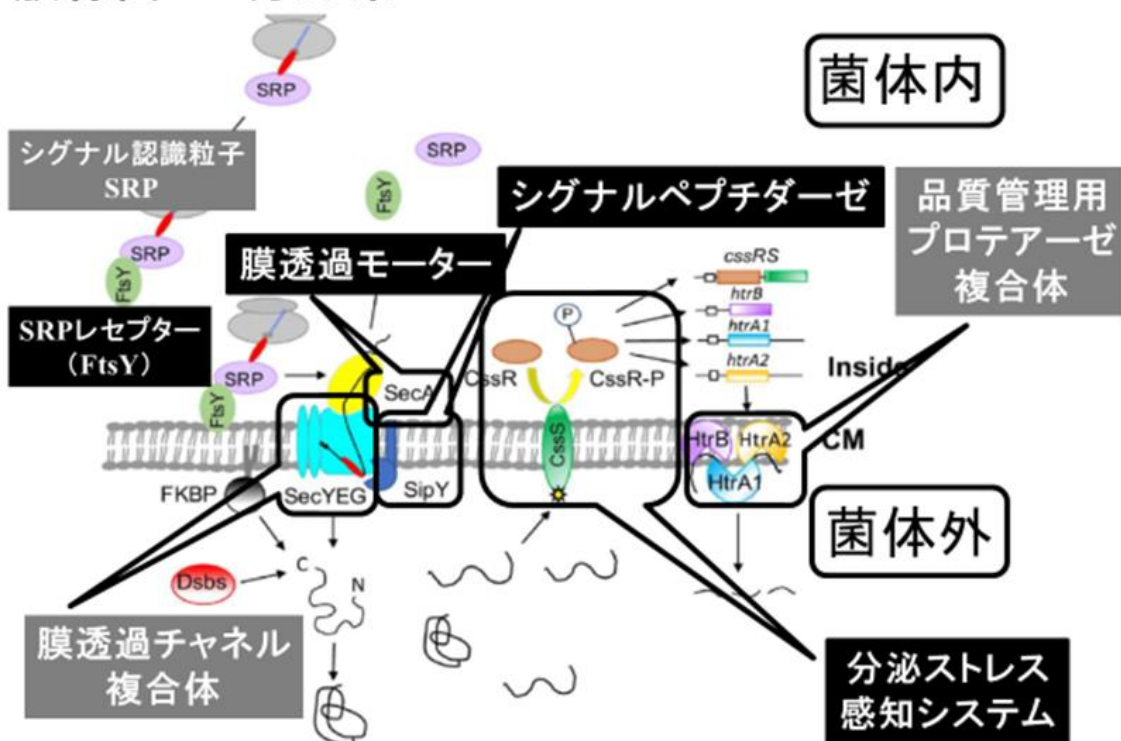 SRP
菌体内
SRP
シグナル認識粒子
SRP
FtsY
シグナルペプチダーゼ
品質管理用
プロテアーゼ
複合体
SRP
FtsY
膜透過モーター
cssRS
htrB
htrA1
htrA2
P
SRPレセプター
(FtsY)
SRP
FtsY
SecA
CssR
CssR-P
Inside
CssS
HtrB
HtrA2
CM
HtrA1
FKBP
SecYEG
SipY
菌体外
Dsbs
C
N
膜透過チャネル
複合体
分泌ストレス
感知システム